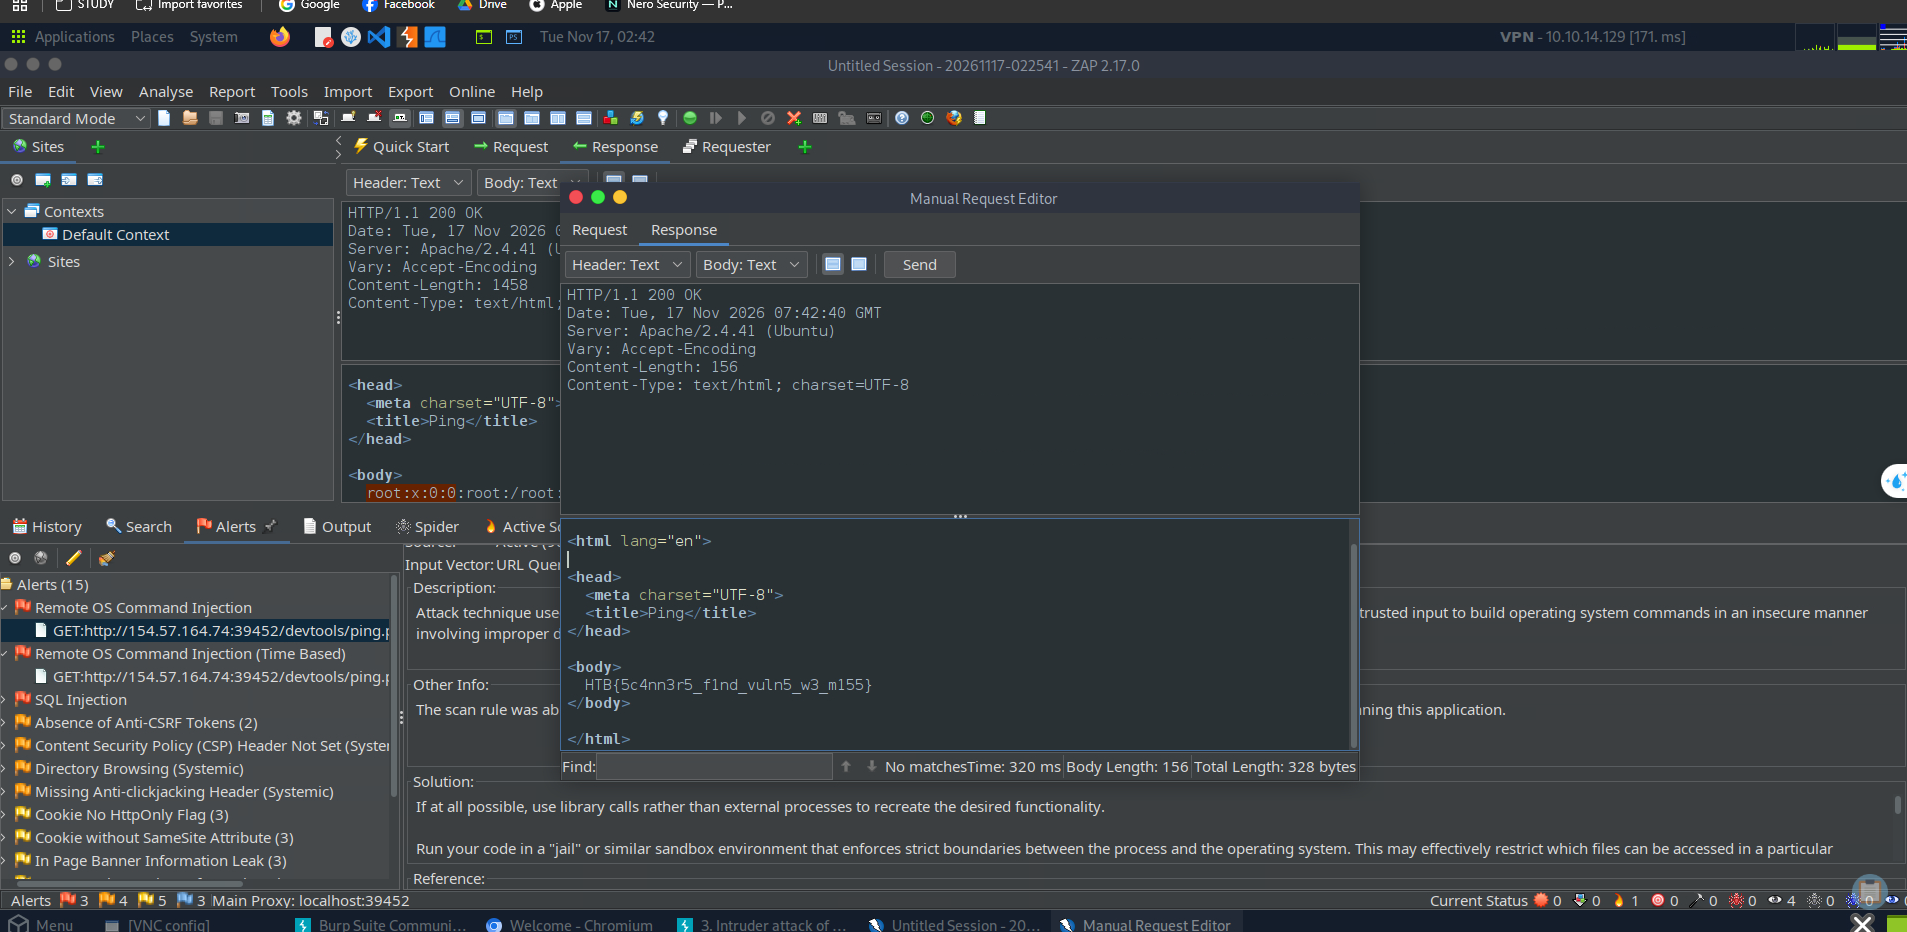 STUDY Import favorites Google Facebook Drive Apple Nero Security — P...
Applications Places System Tue Nov 17, 02:42 VPN - 10.10.14.129 [171. ms]
Untitled Session - 20261117-022541 - ZAP 2.17.0
File Edit View Analyse Report Tools Import Export Online Help
Standard Mode
Sites Quick Start Request Response Requester
Header: Text Body: Text
Contexts
Default Context
Sites
HTTP/1.1 200 OK
Date: Tue, 17 Nov 2026 0
Server: Apache/2.4.41 (U
Vary: Accept-Encoding
Content-Length: 1458
Content-Type: text/html;
<head>
<meta charset="UTF-8">
<title>Ping</title>
</head>
<body>
root:x:0:0:root:/root:
Manual Request Editor
Request Response
Header: Text Body: Text Send
HTTP/1.1 200 OK
Date: Tue, 17 Nov 2026 07:42:40 GMT
Server: Apache/2.4.41 (Ubuntu)
Vary: Accept-Encoding
Content-Length: 156
Content-Type: text/html; charset=UTF-8
<html lang="en">
<head>
<meta charset="UTF-8">
<title>Ping</title>
</head>
<body>
HTB{5c4nn3r5_f1nd_vuln5_w3_m155}
</body>
</html>
Find: No matches Time: 320 ms Body Length: 156 Total Length: 328 bytes
History Search Alerts Output Spider Active Sc
Alerts (15)
Remote OS Command Injection
GET:http://154.57.164.74:39452/devtools/ping.p
Remote OS Command Injection (Time Based)
GET:http://154.57.164.74:39452/devtools/ping.p
SQL Injection
Absence of Anti-CSRF Tokens (2)
Content Security Policy (CSP) Header Not Set (System
Directory Browsing (Systemic)
Missing Anti-clickjacking Header (Systemic)
Cookie No HttpOnly Flag (3)
Cookie without SameSite Attribute (3)
In Page Banner Information Leak (3)
Input Vector: URL Quer
Description:
Attack technique use trusted input to build operating system commands in an insecure manner
involving improper d
Other Info:
The scan rule was ab ning this application.
Solution:
If at all possible, use library calls rather than external processes to recreate the desired functionality.
Run your code in a "jail" or similar sandbox environment that enforces strict boundaries between the process and the operating system. This may effectively restrict which files can be accessed in a particular
Reference:
Alerts 3 4 5 3 Main Proxy: localhost:39452 Current Status 0 0 1 0 0 0 4 0 0
Menu [VNC config] Burp Suite Communi... Welcome - Chromium 3. Intruder attack of ... Untitled Session - 20... Manual Request Editor